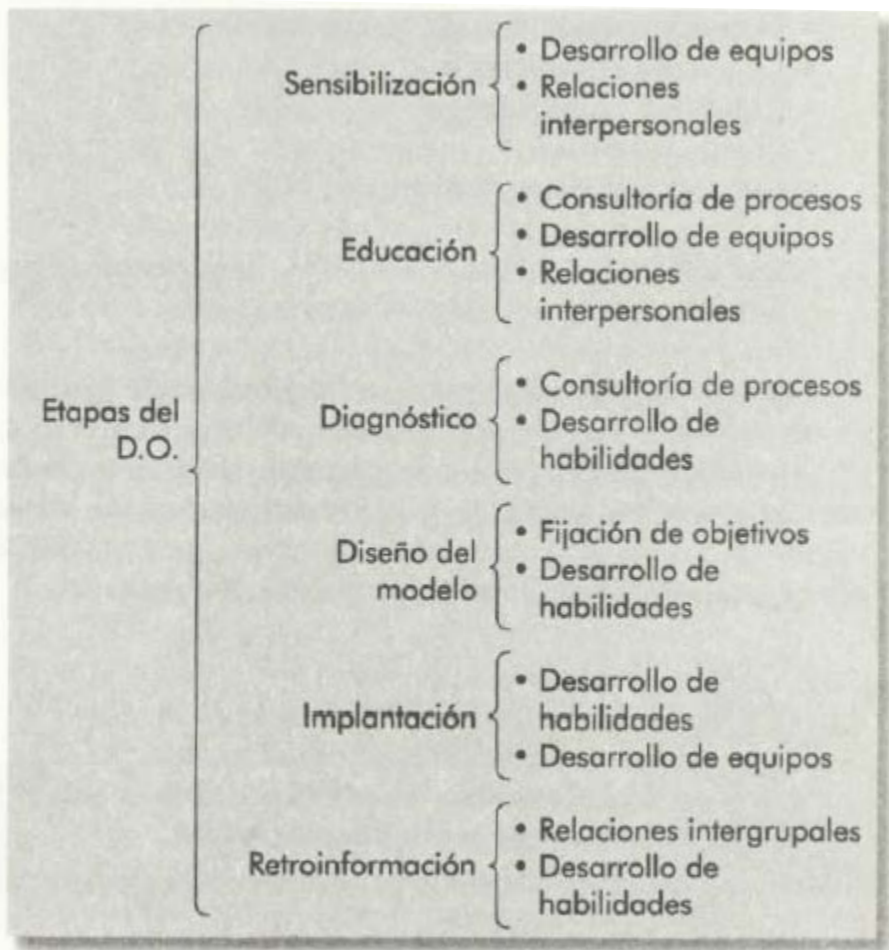 Sensibilización
• Desarrollo de equipos
• Relaciones
interpersonales
Educación
• Consultoría de procesos
• Desarrollo de equipos
• Relaciones
interpersonales
Etapas del
D.O.
Diagnóstico
• Consultoría de procesos
• Desarrollo de
habilidades
Diseño del
modelo
• Fijación de objetivos
• Desarrollo de
habilidades
Implantación
• Desarrollo de
habilidades
• Desarrollo de equipos
Retroinformación
• Relaciones intergrupales
• Desarrollo de
habilidades